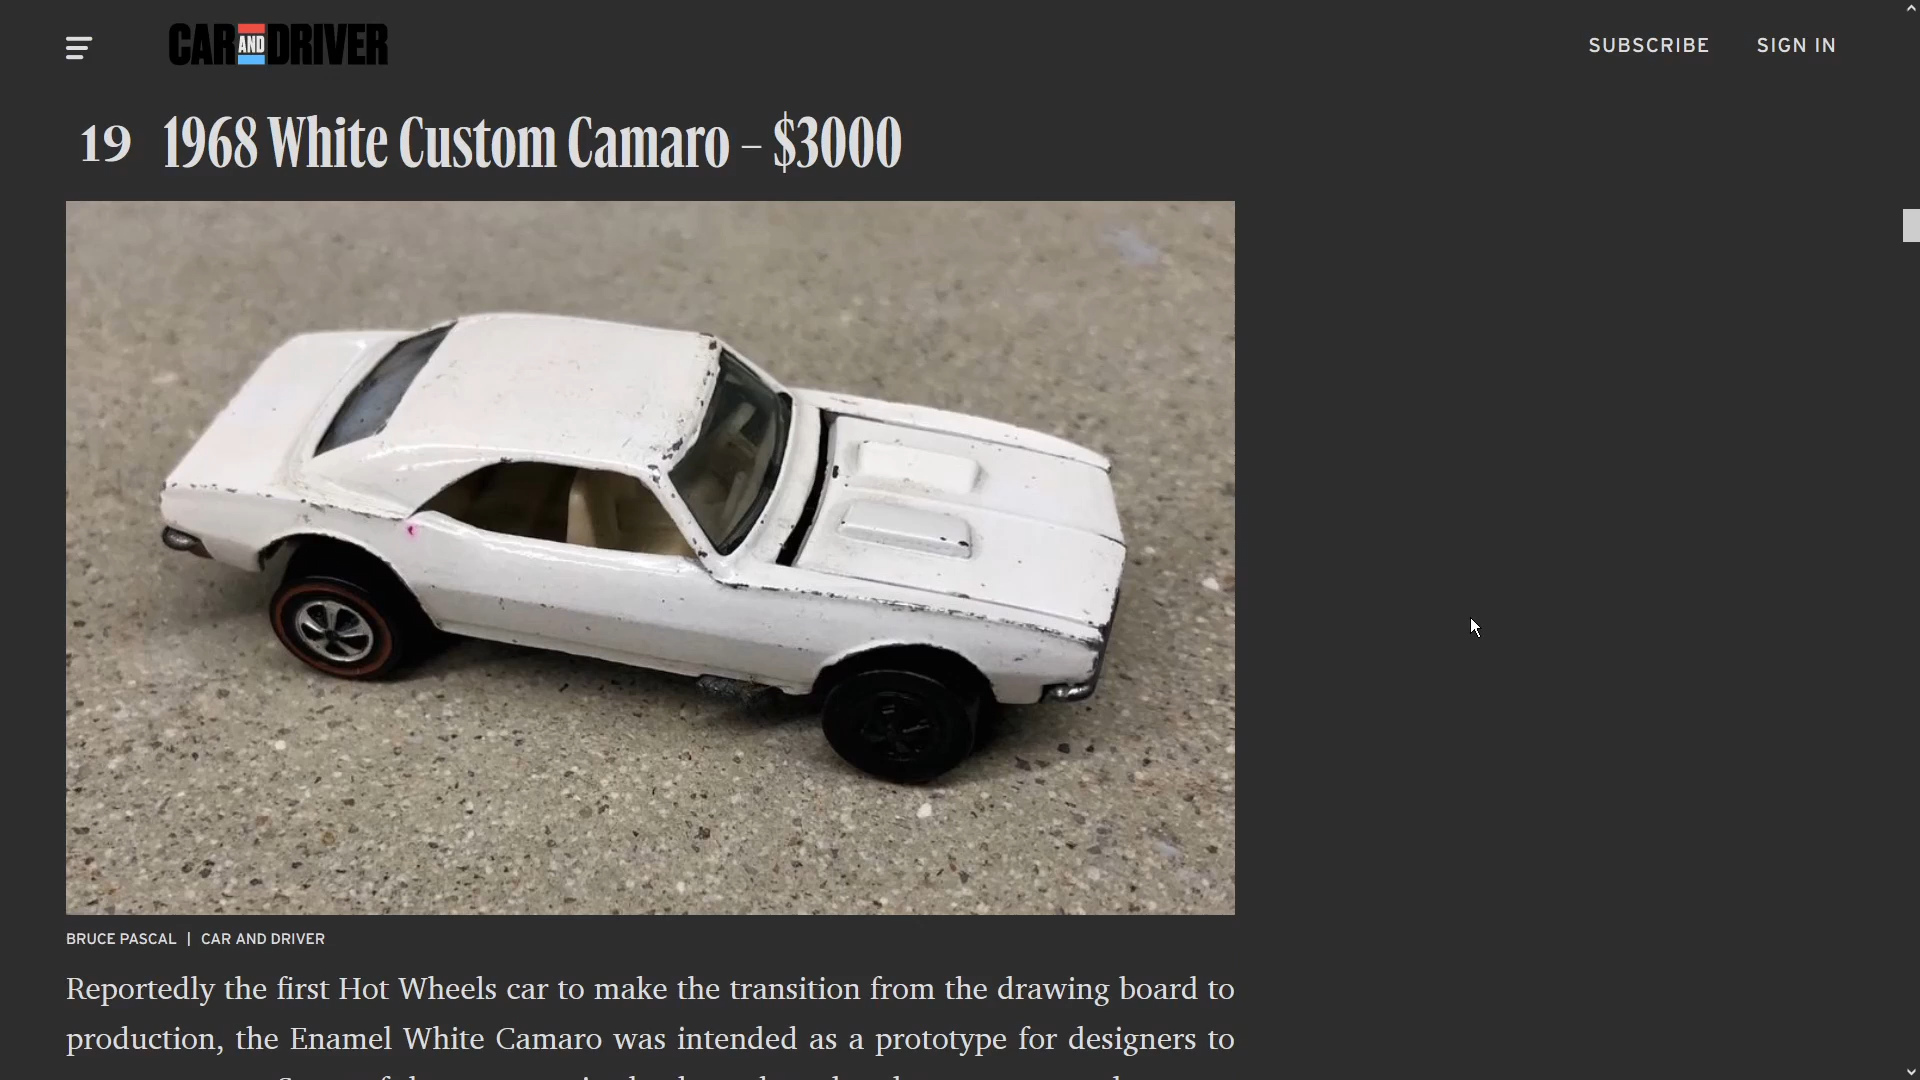 CAR AND DRIVER
SUBSCRIBE SIGN IN
19 1968 White Custom Camaro – $3000
BRUCE PASCAL | CAR AND DRIVER
Reportedly the first Hot Wheels car to make the transition from the drawing board to
production, the Enamel White Camaro was intended as a prototype for designers to